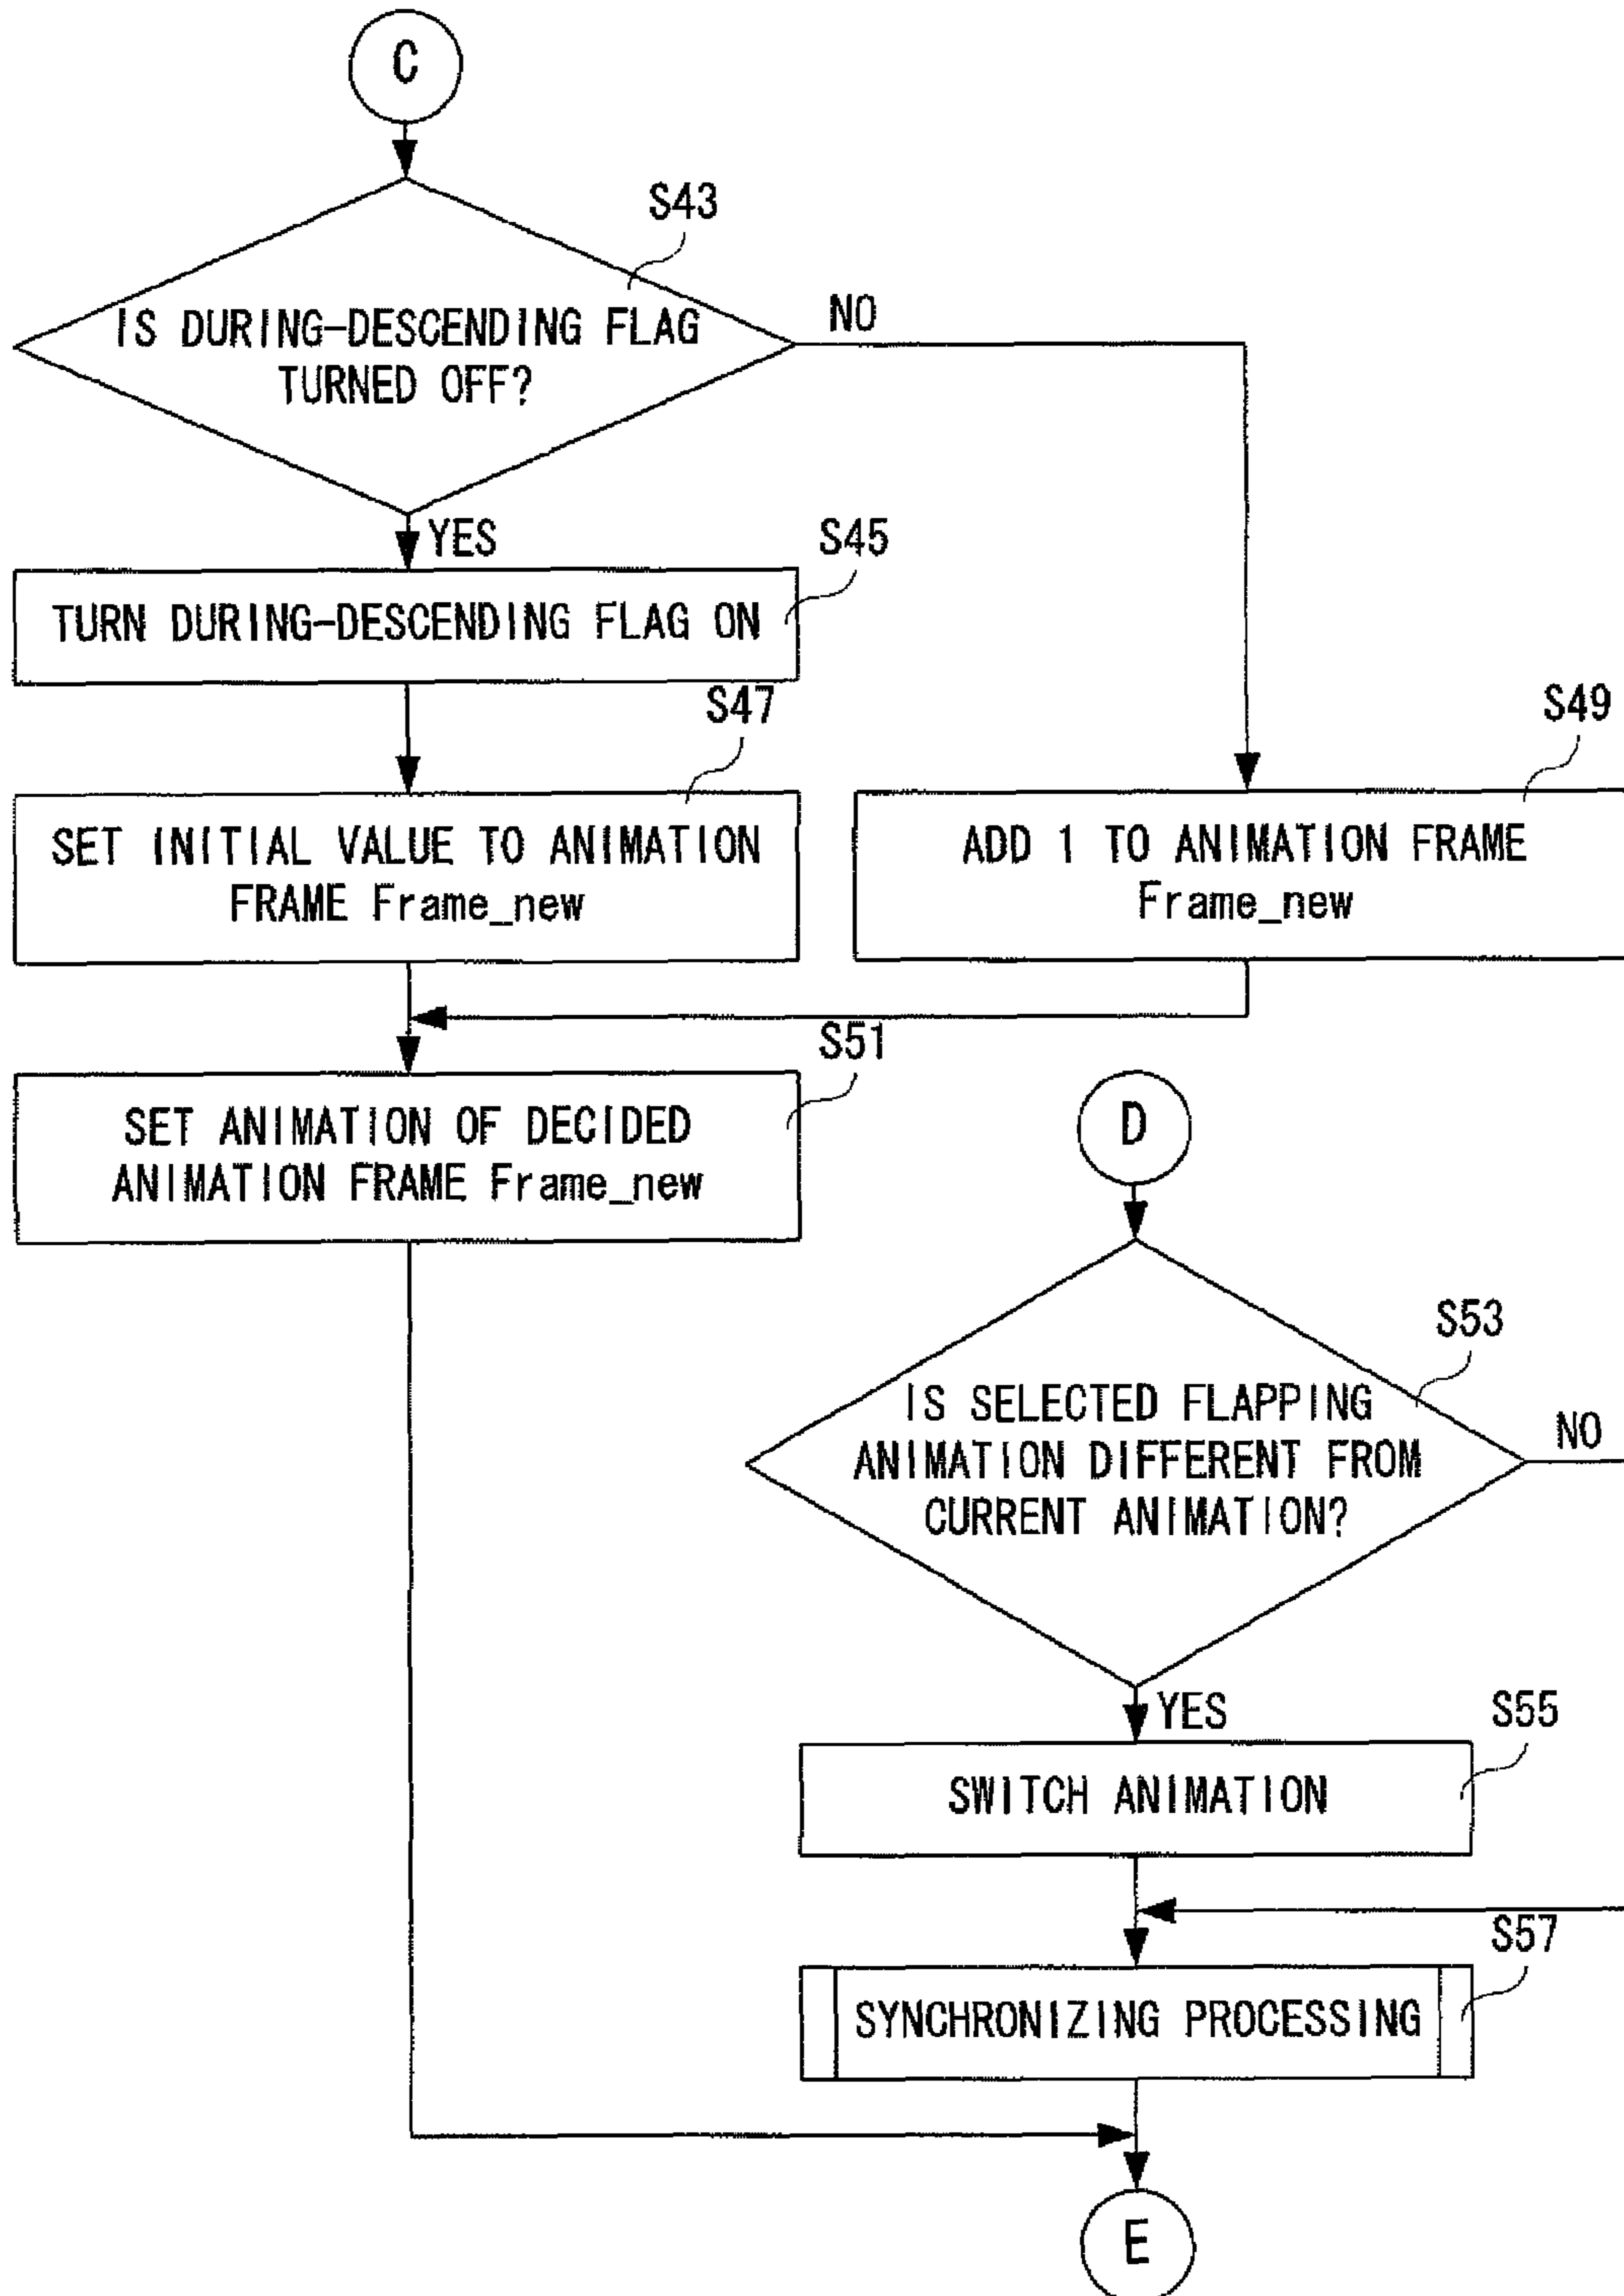 C
S43
IS DURING-DESCENDING FLAG
TURNED OFF?
NO
YES
S45
TURN DURING-DESCENDING FLAG ON
S47
SET INITIAL VALUE TO ANIMATION
FRAME Frame_new
S49
ADD 1 TO ANIMATION FRAME
Frame_new
S51
SET ANIMATION OF DECIDED
ANIMATION FRAME Frame_new
D
S53
IS SELECTED FLAPPING
ANIMATION DIFFERENT FROM
CURRENT ANIMATION?
NO
YES
S55
SWITCH ANIMATION
S57
SYNCHRONIZING PROCESSING
E